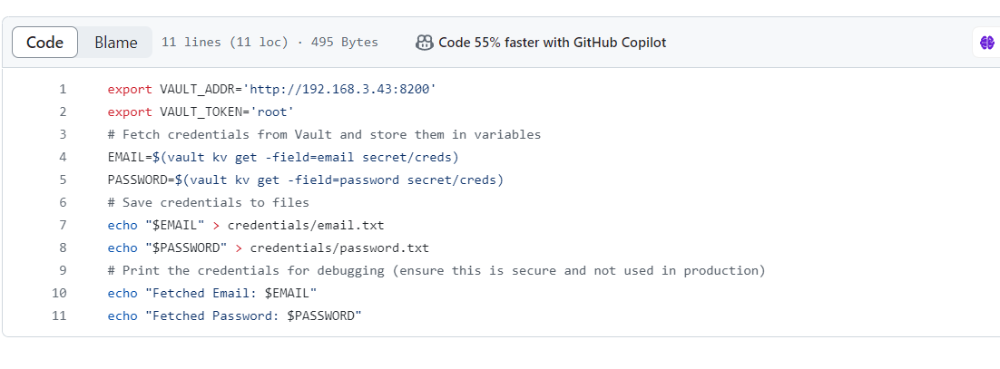 Code Blame 11 lines (11 loc) · 495 Bytes Code 55% faster with GitHub Copilot
1 export VAULT_ADDR='http://192.168.3.43:8200'
2 export VAULT_TOKEN='root'
3 # Fetch credentials from Vault and store them in variables
4 EMAIL=$(vault kv get -field=email secret/creds)
5 PASSWORD=$(vault kv get -field=password secret/creds)
6 # Save credentials to files
7 echo "$EMAIL" > credentials/email.txt
8 echo "$PASSWORD" > credentials/password.txt
9 # Print the credentials for debugging (ensure this is secure and not used in production)
10 echo "Fetched Email: $EMAIL"
11 echo "Fetched Password: $PASSWORD"